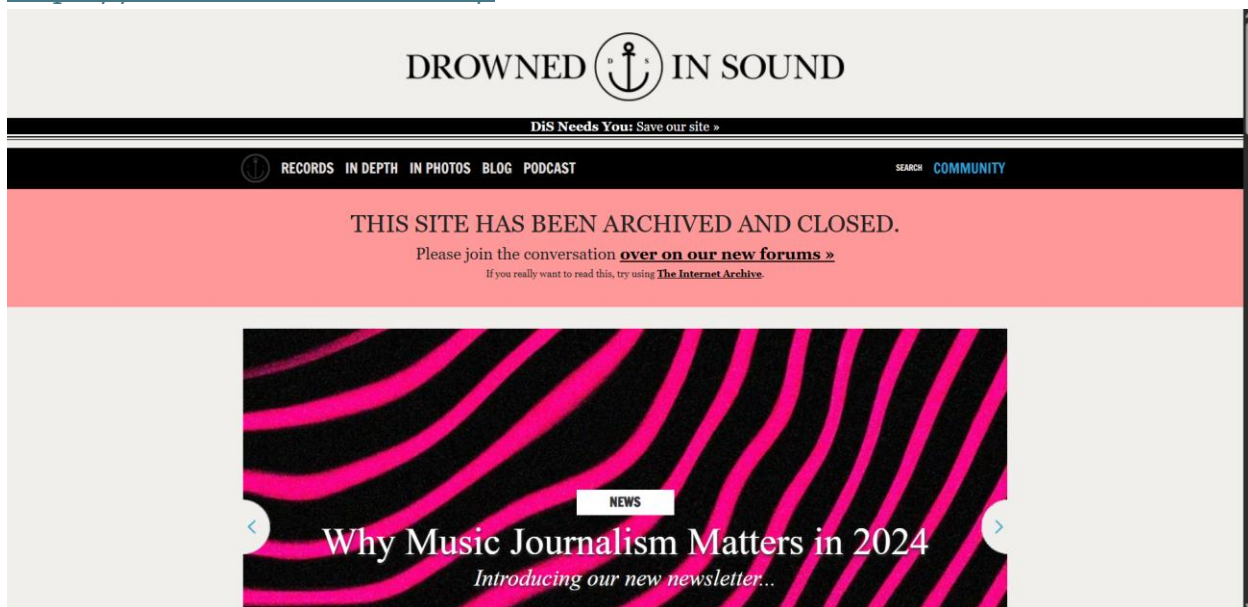 DROWNED D S IN SOUND
DiS Needs You: Save our site »
RECORDS IN DEPTH IN PHOTOS BLOG PODCAST SEARCH COMMUNITY
THIS SITE HAS BEEN ARCHIVED AND CLOSED.
Please join the conversation over on our new forums »
If you really want to read this, try using The Internet Archive.
NEWS
Why Music Journalism Matters in 2024
Introducing our new newsletter...